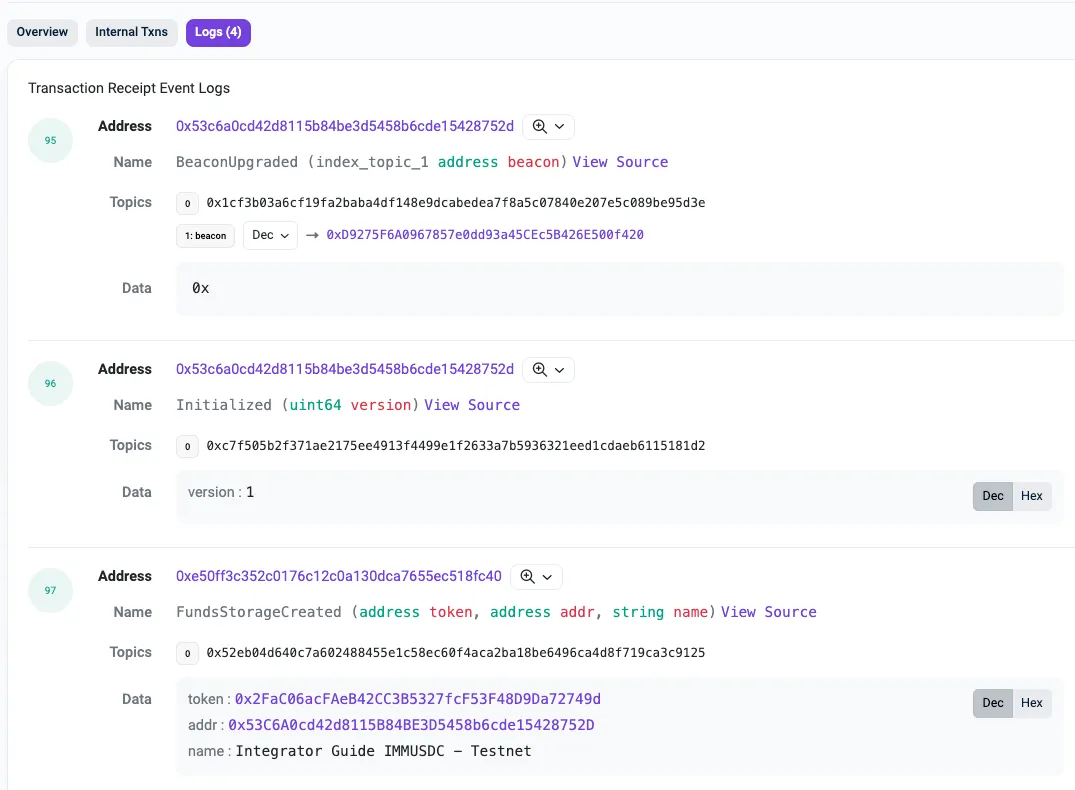 Overview Internal Txns Logs (4)
Transaction Receipt Event Logs
95 Address 0x53c6a0cd42d8115b84be3d5458b6cde15428752d
Name BeaconUpgraded (index_topic_1 address beacon) View Source
Topics 0 0x1cf3b03a6cf19fa2baba4df148e9dcabedea7f8a5c07840e207e5c089be95d3e
1: beacon Dec → 0xD9275F6A0967857e0dd93a45CEc5B426E500f420
Data 0x
96 Address 0x53c6a0cd42d8115b84be3d5458b6cde15428752d
Name Initialized (uint64 version) View Source
Topics 0 0xc7f505b2f371ae2175ee4913f4499e1f2633a7b5936321eed1cdaeb6115181d2
Data version : 1 Dec Hex
97 Address 0xe50ff3c352c0176c12c0a130dca7655ec518fc40
Name FundsStorageCreated (address token, address addr, string name) View Source
Topics 0 0x52eb04d640c7a602488455e1c58ec60f4aca2ba18be6496ca4d8f719ca3c9125
Data token : 0x2FaC06acFAeB42CC3B5327fcF53F48D9Da72749d Dec Hex
addr : 0x53C6A0cd42d8115B84BE3D5458b6cde15428752D
name : Integrator Guide IMMUSDC – Testnet